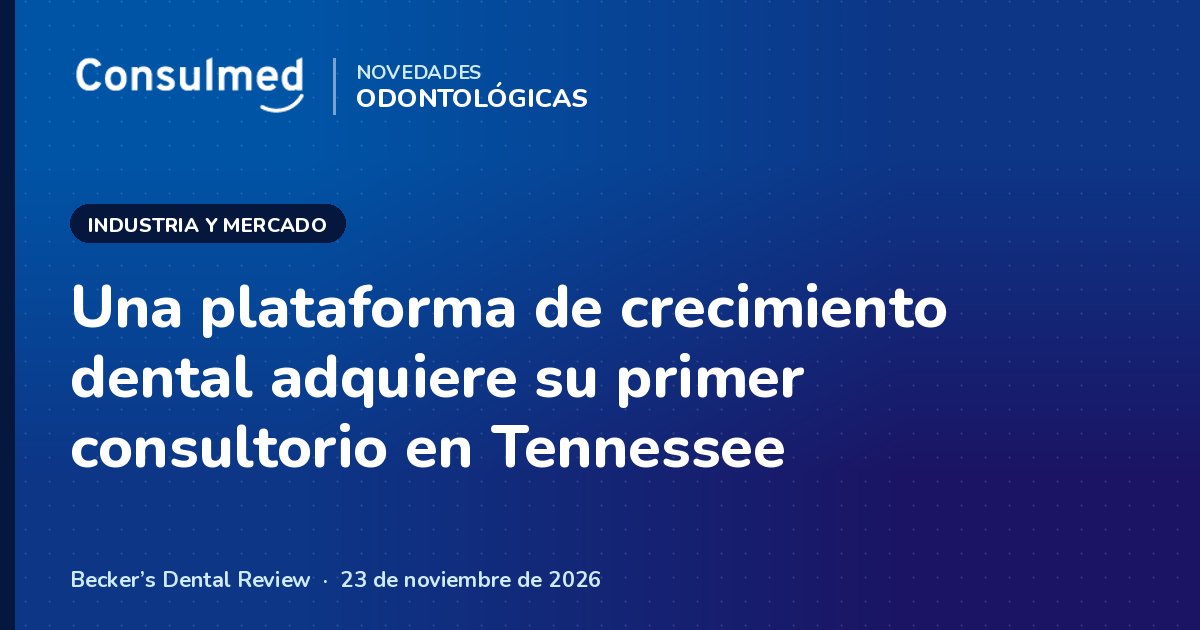 Consulmed
NOVEDADES
ODONTOLÓGICAS
INDUSTRIA Y MERCADO
Una plataforma de crecimiento
dental adquiere su primer
consultorio en Tennessee
Becker’s Dental Review · 23 de noviembre de 2026